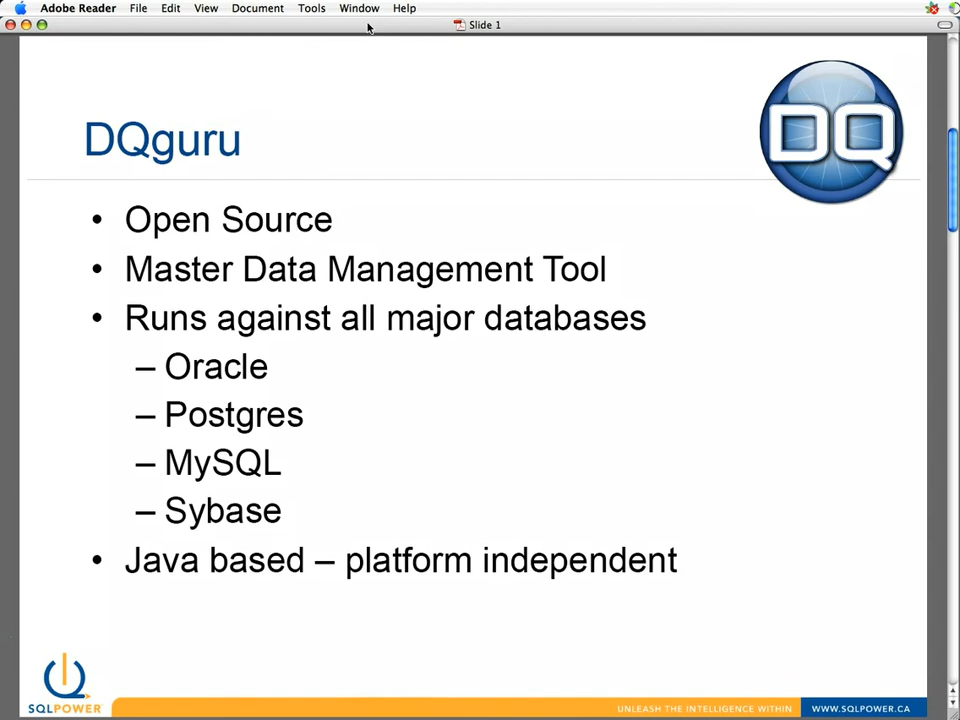 Adobe Reader File Edit View Document Tools Window Help
Slide 1
DQ
DQguru
• Open Source
• Master Data Management Tool
• Runs against all major databases
– Oracle
– Postgres
– MySQL
– Sybase
• Java based – platform independent
SQLPOWER
UNLEASH THE INTELLIGENCE WITHIN WWW.SQLPOWER.CA